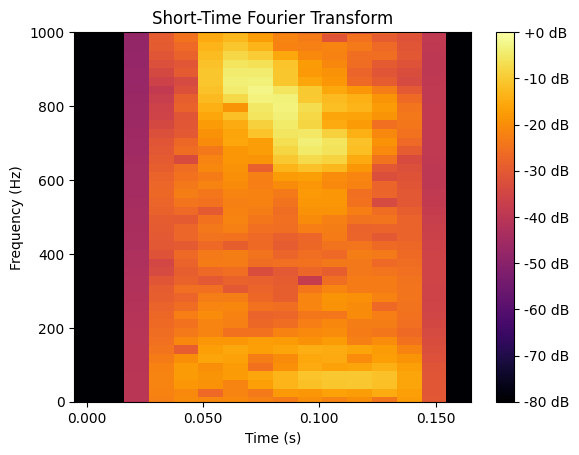 Short-Time Fourier Transform
1000
800
600
400
200
0
Frequency (Hz)
0.000
0.050
0.100
0.150
Time (s)
+0 dB
-10 dB
-20 dB
-30 dB
-40 dB
-50 dB
-60 dB
-70 dB
-80 dB